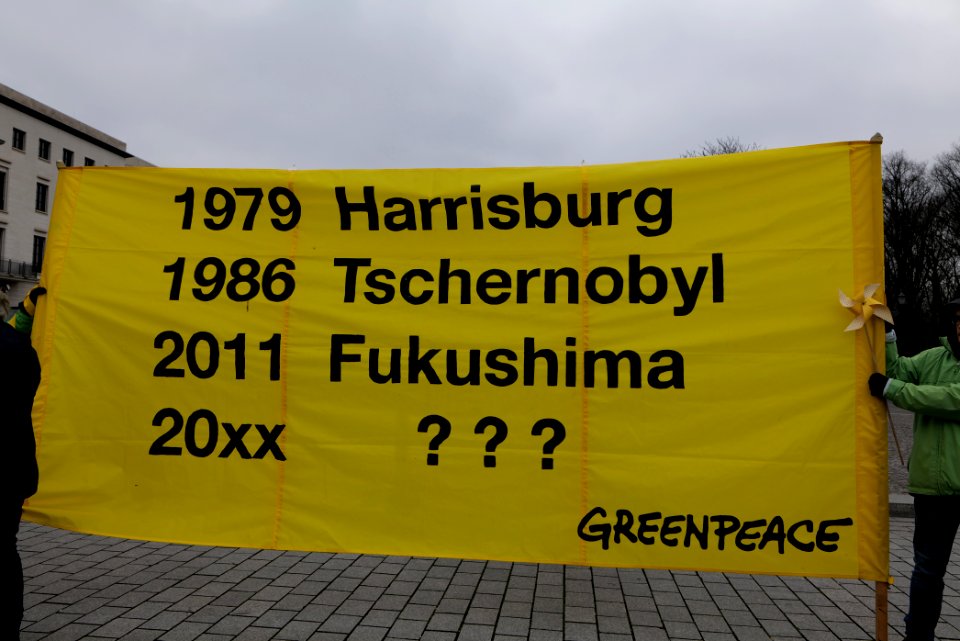 1979 Harrisburg
1986 Tschernobyl
2011 Fukushima
20xx ???
GREENPEACE